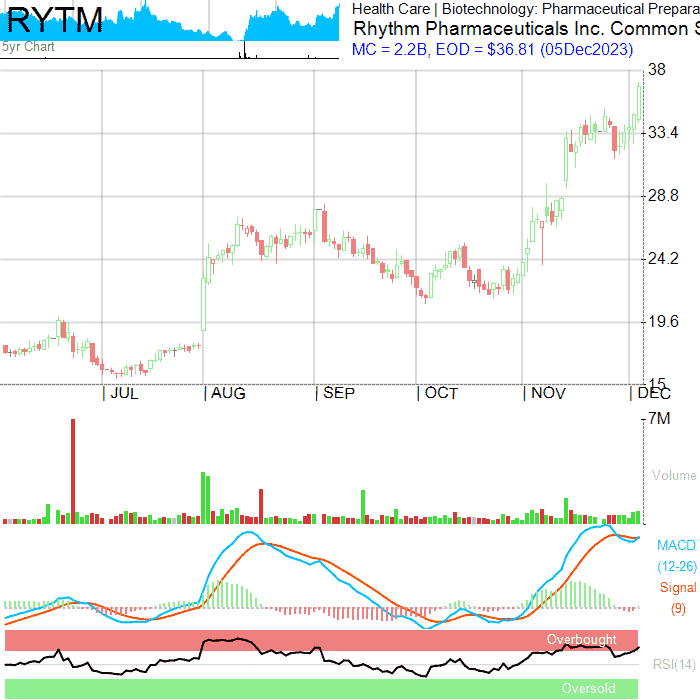 RYTM
5yr Chart
Health Care | Biotechnology: Pharmaceutical Prepara
Rhythm Pharmaceuticals Inc. Common S
MC = 2.2B, EOD = $36.81 (05Dec2023)
38
33.4
28.8
24.2
19.6
15
JUL AUG SEP OCT NOV DEC
7M
Volume
MACD
(12-26)
Signal
(9)
Overbought
RSI(14)
Oversold